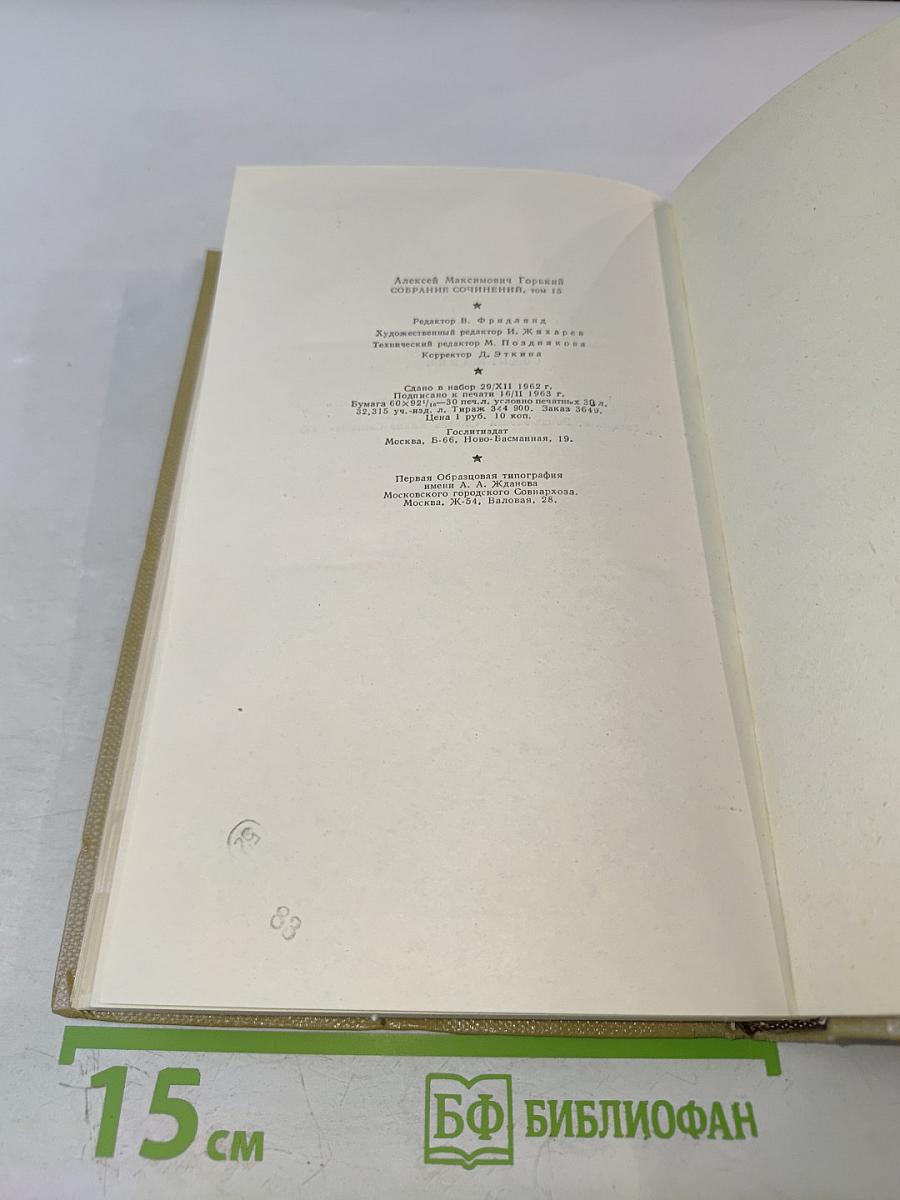 Алексей Максимович Горький
СОБРАНИЕ СОЧИНЕНИЙ, том 15
★
Редактор В. Фридлянд
Художественный редактор И. Жихарев
Технический редактор М. Позднякова
Корректор Д. Эткина
★
Сдано в набор 29/XII 1962 г.
Подписано к печати 16/II 1963 г.
Бумага 60×92¹/₁₆—30 печ.л. условно печатных 30 л.
32,315 уч.-изд. л. Тираж 344 900. Заказ 3640.
Цена 1 руб. 10 коп.
Гослитиздат
Москва, Б-66, Ново-Басманная, 19.
★
Первая Образцовая типография
имени А. А. Жданова
Московского городского Совнархоза.
Москва, Ж-54, Валовая, 28.
83
15 см
БФ БИБЛИОФАН